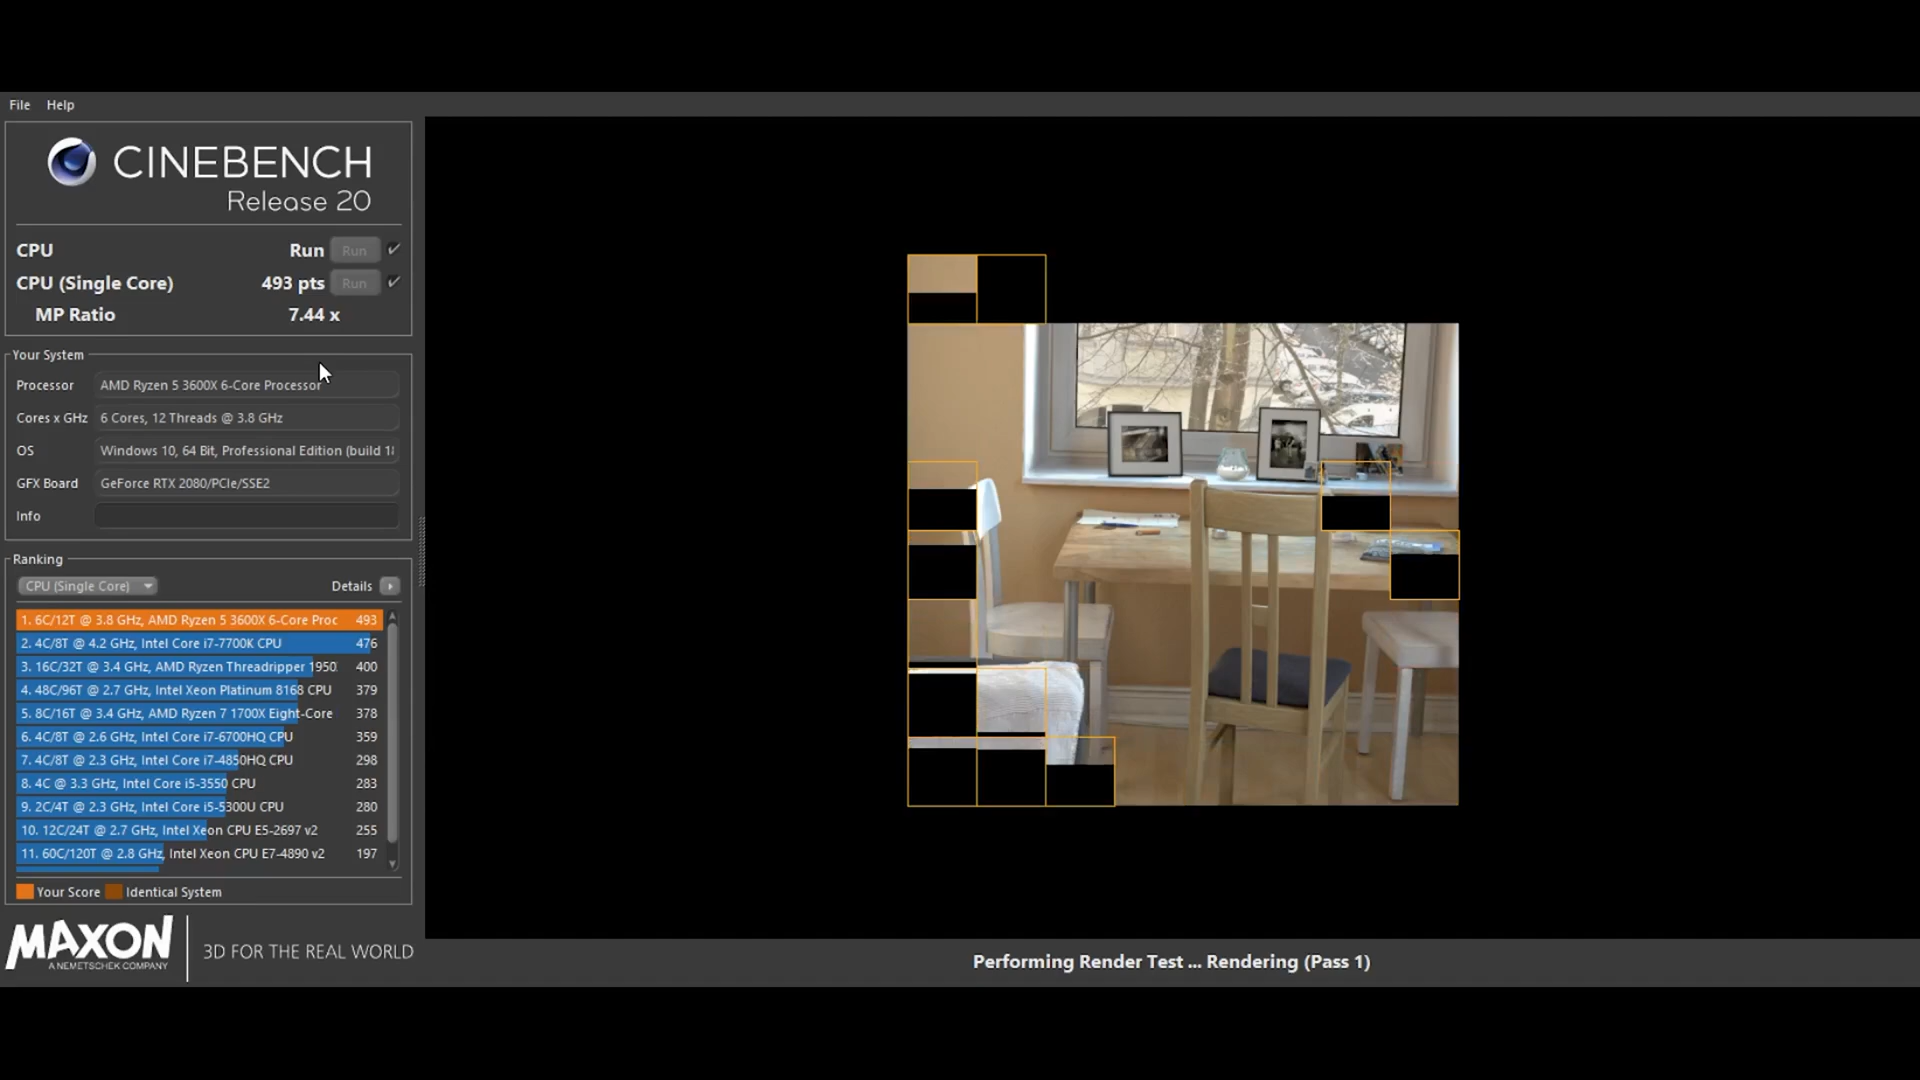 File Help
CINEBENCH
Release 20
CPU Run Run
CPU (Single Core) 493 pts Run
MP Ratio 7.44 x
Your System
Processor AMD Ryzen 5 3600X 6-Core Processor
Cores x GHz 6 Cores, 12 Threads @ 3.8 GHz
OS Windows 10, 64 Bit, Professional Edition (build 18
GFX Board GeForce RTX 2080/PCIe/SSE2
Info
Ranking
CPU (Single Core) Details
1. 6C/12T @ 3.8 GHz, AMD Ryzen 5 3600X 6-Core Proc 493
2. 4C/8T @ 4.2 GHz, Intel Core i7-7700K CPU 476
3. 16C/32T @ 3.4 GHz, AMD Ryzen Threadripper 1950 400
4. 48C/96T @ 2.7 GHz, Intel Xeon Platinum 8168 CPU 379
5. 8C/16T @ 3.4 GHz, AMD Ryzen 7 1700X Eight-Core 378
6. 4C/8T @ 2.6 GHz, Intel Core i7-6700HQ CPU 359
7. 4C/8T @ 2.3 GHz, Intel Core i7-4850HQ CPU 298
8. 4C @ 3.3 GHz, Intel Core i5-3550 CPU 283
9. 2C/4T @ 2.3 GHz, Intel Core i5-5300U CPU 280
10. 12C/24T @ 2.7 GHz, Intel Xeon CPU E5-2697 v2 255
11. 60C/120T @ 2.8 GHz, Intel Xeon CPU E7-4890 v2 197
Your Score Identical System
MAXON
A NEMETSCHEK COMPANY
3D FOR THE REAL WORLD
Performing Render Test ... Rendering (Pass 1)